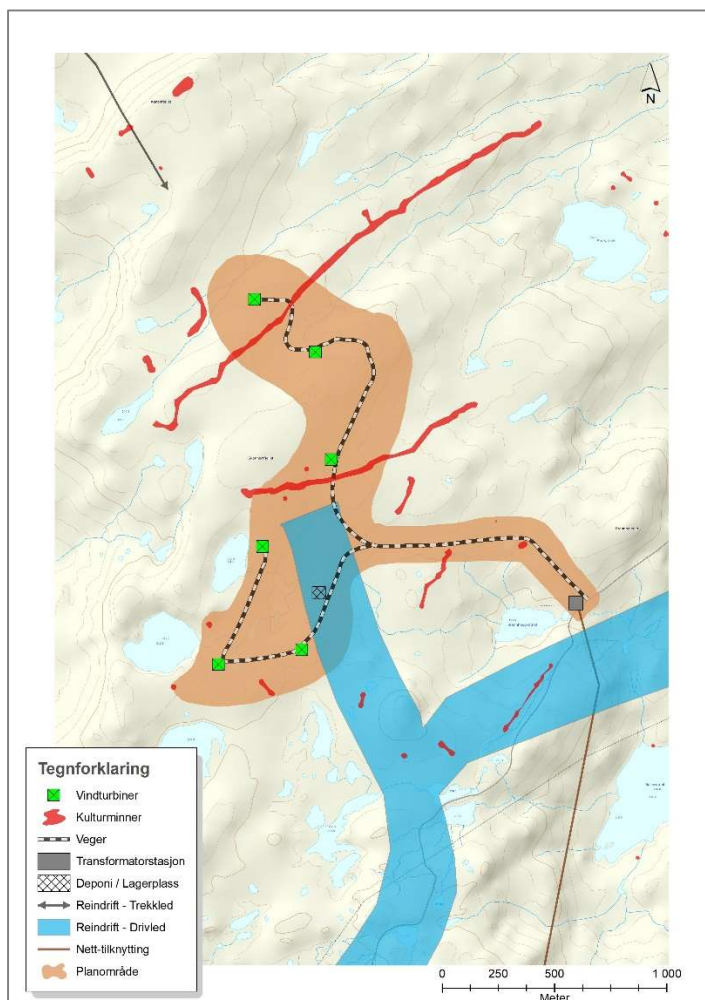 N
Tegnforklaring
Vindturbiner
Kulturminner
Veger
Transformatorstasjon
Deponi / Lagerplass
Reindrift - Trekkled
Reindrift - Drivled
Nett-tilknytting
Planområde
0 250 500 1 000
Meter